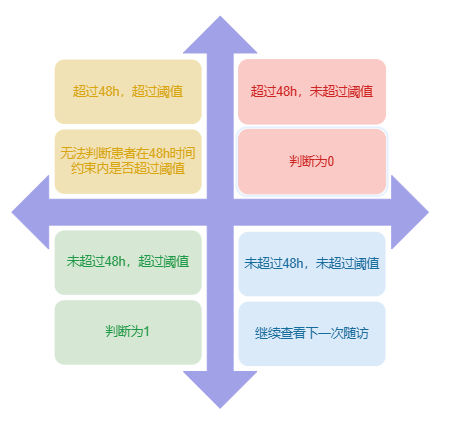 超过48h，超过阈值
无法判断患者在48h时间
约束内是否超过阈值
超过48h，未超过阈值
判断为0
未超过48h，超过阈值
判断为1
未超过48h，未超过阈值
继续查看下一次随访